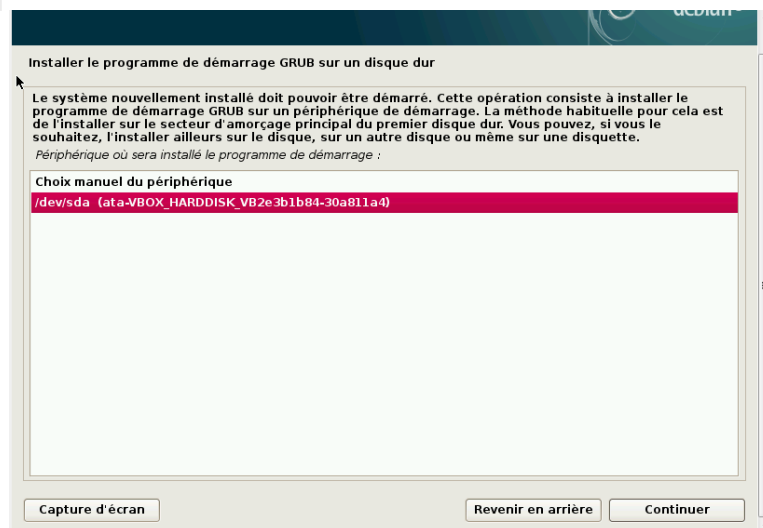 debian
Installer le programme de démarrage GRUB sur un disque dur
Le système nouvellement installé doit pouvoir être démarré. Cette opération consiste à installer le
programme de démarrage GRUB sur un périphérique de démarrage. La méthode habituelle pour cela est
de l'installer sur le secteur d'amorçage principal du premier disque dur. Vous pouvez, si vous le
souhaitez, l'installer ailleurs sur le disque, sur un autre disque ou même sur une disquette.
Périphérique où sera installé le programme de démarrage :
Choix manuel du périphérique
/dev/sda (ata-VBOX_HARDDISK_VB2e3b1b84-30a811a4)
Capture d'écran
Revenir en arrière
Continuer